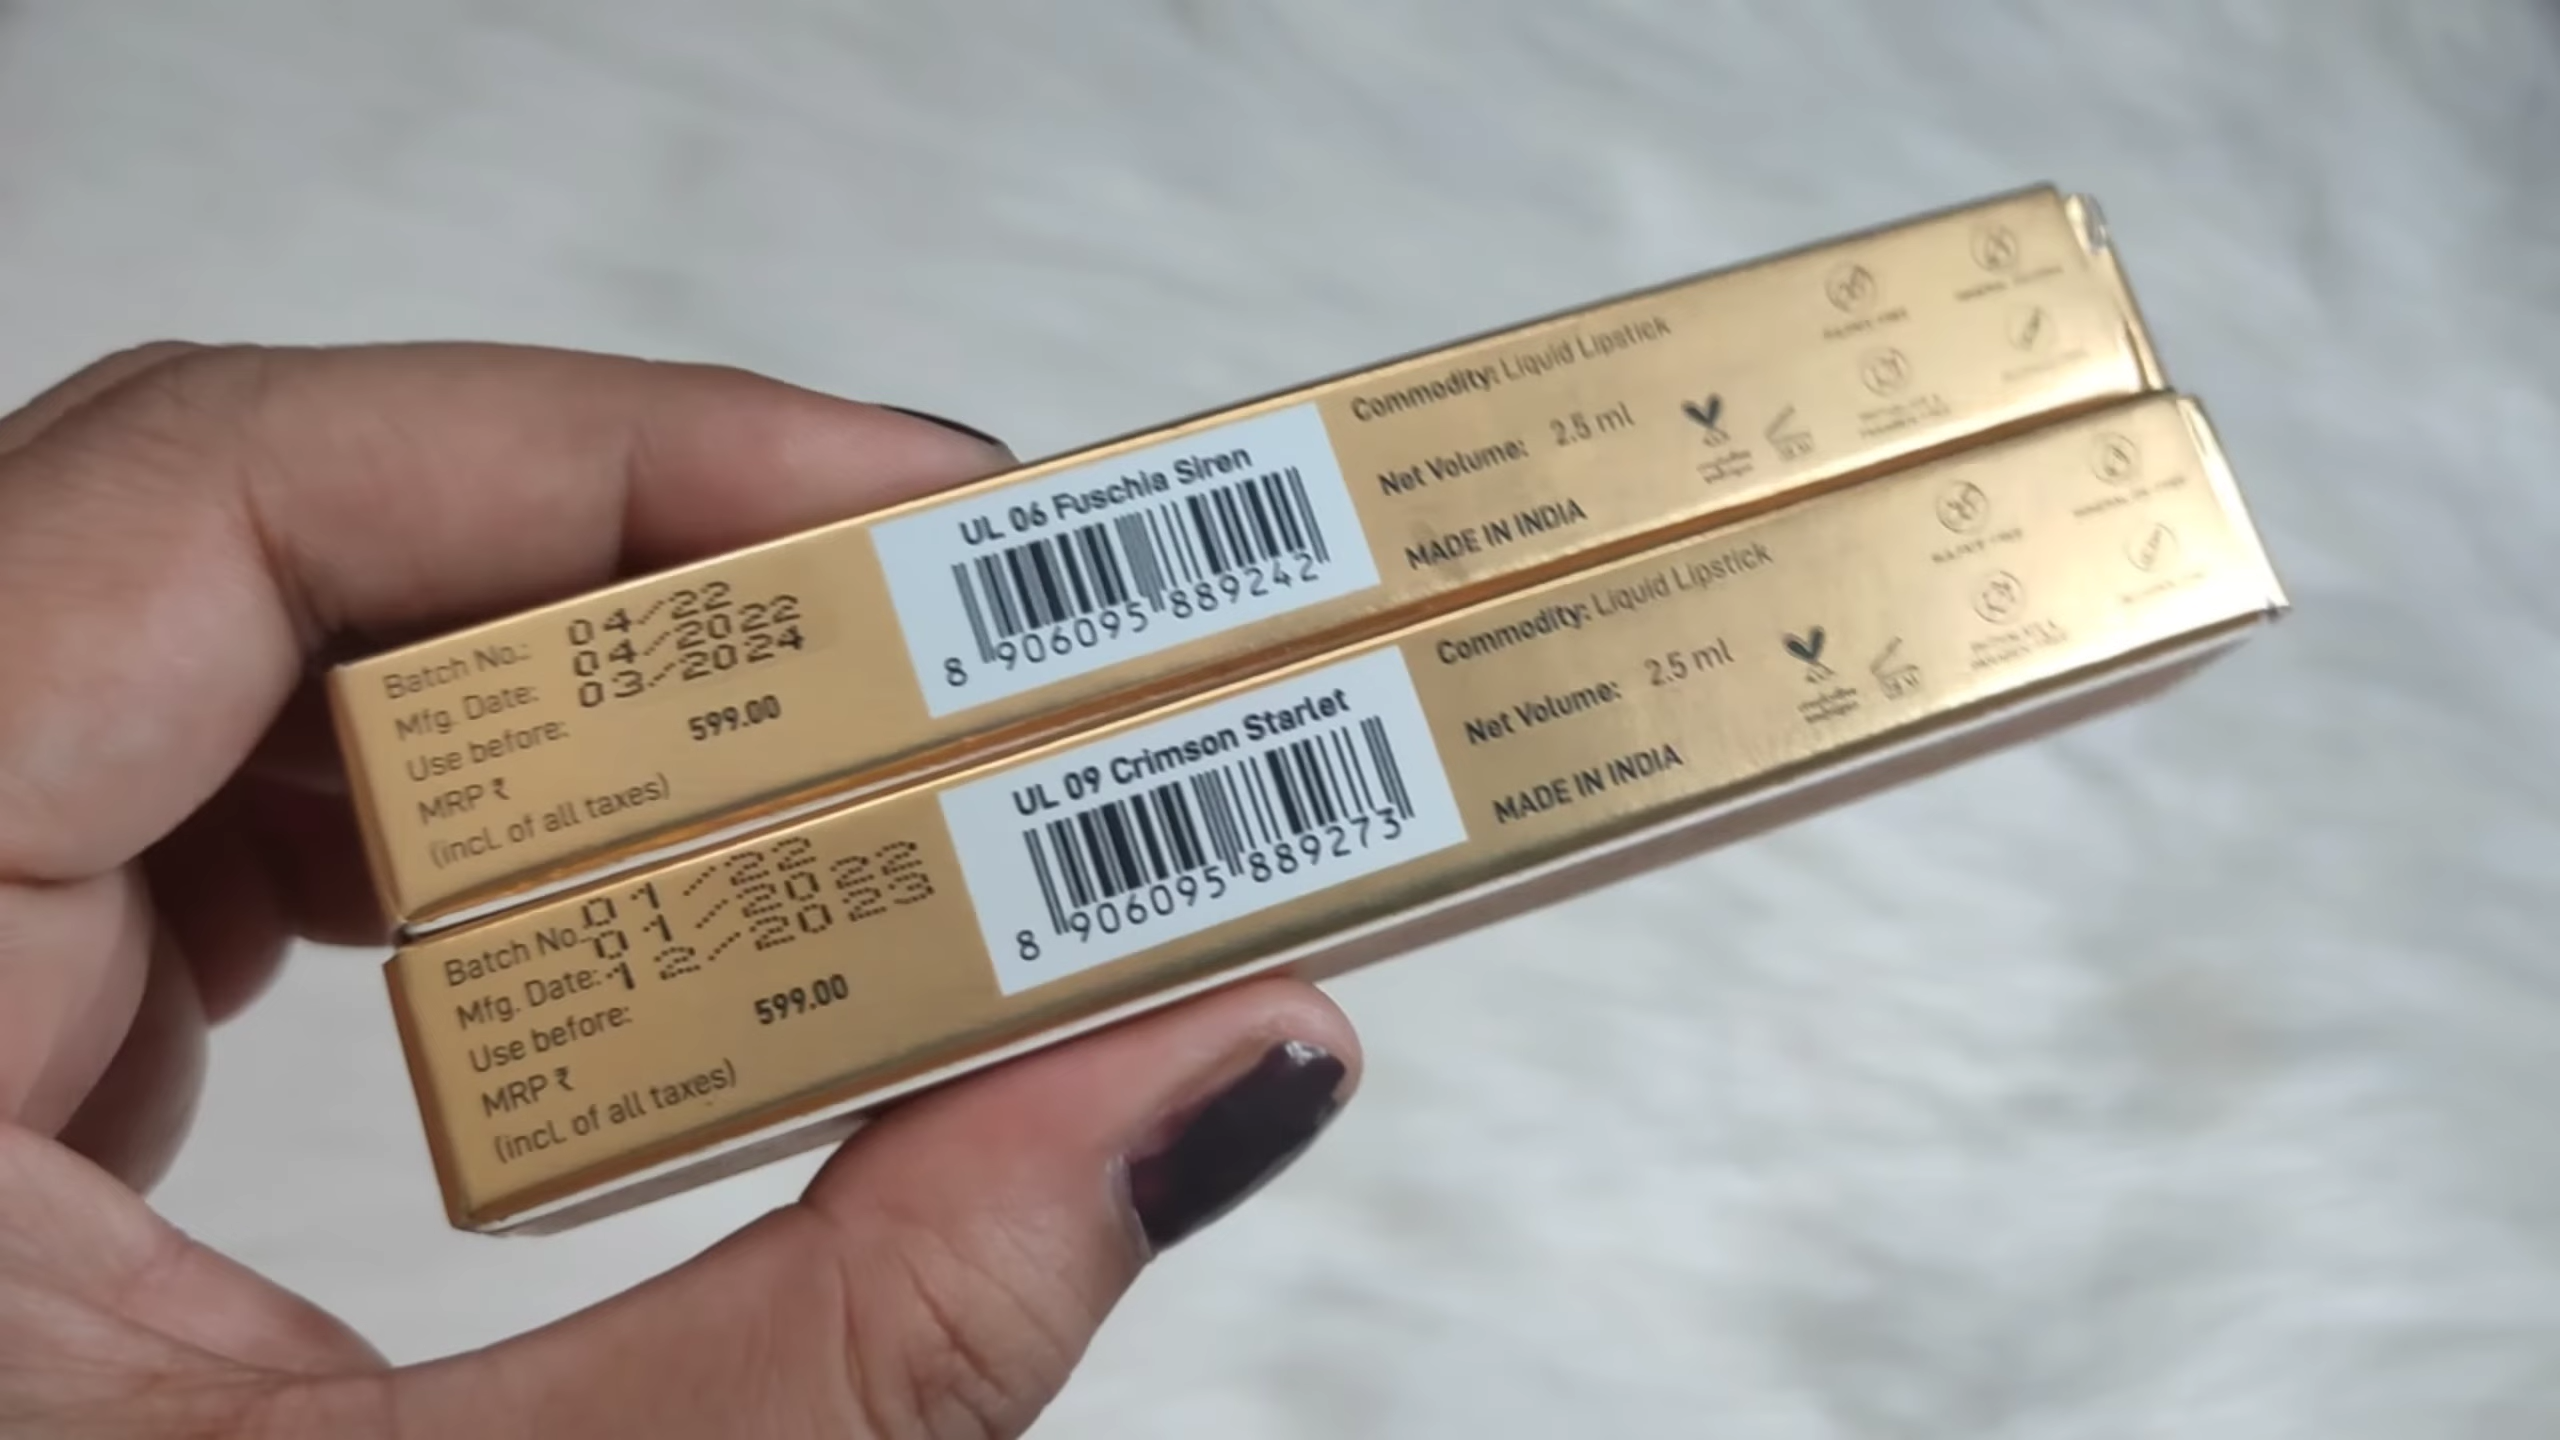 UL 06 Fuschia Siren
8 906095 889242
Batch No.: 04/22
Mfg. Date: 04/2022
Use before: 03/2024
MRP ₹ 599.00
(incl. of all taxes)
Commodity: Liquid Lipstick
Net Volume: 2.5 ml
MADE IN INDIA
UL 09 Crimson Starlet
8 906095 889273
Batch No.: 01/22
Mfg. Date: 01/2022
Use before: 12/2023
MRP ₹ 599.00
(incl. of all taxes)
Commodity: Liquid Lipstick
Net Volume: 2.5 ml
MADE IN INDIA